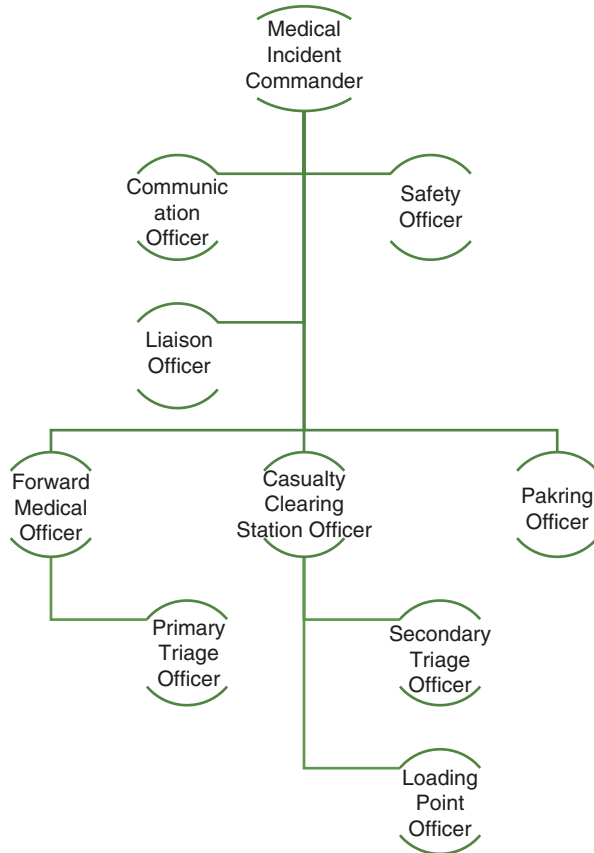 Medical
Incident
Commander
Communic
ation
Officer
Safety
Officer
Liaison
Officer
Forward
Medical
Officer
Casualty
Clearing
Station Officer
Pakring
Officer
Primary
Triage
Officer
Secondary
Triage
Officer
Loading
Point
Officer